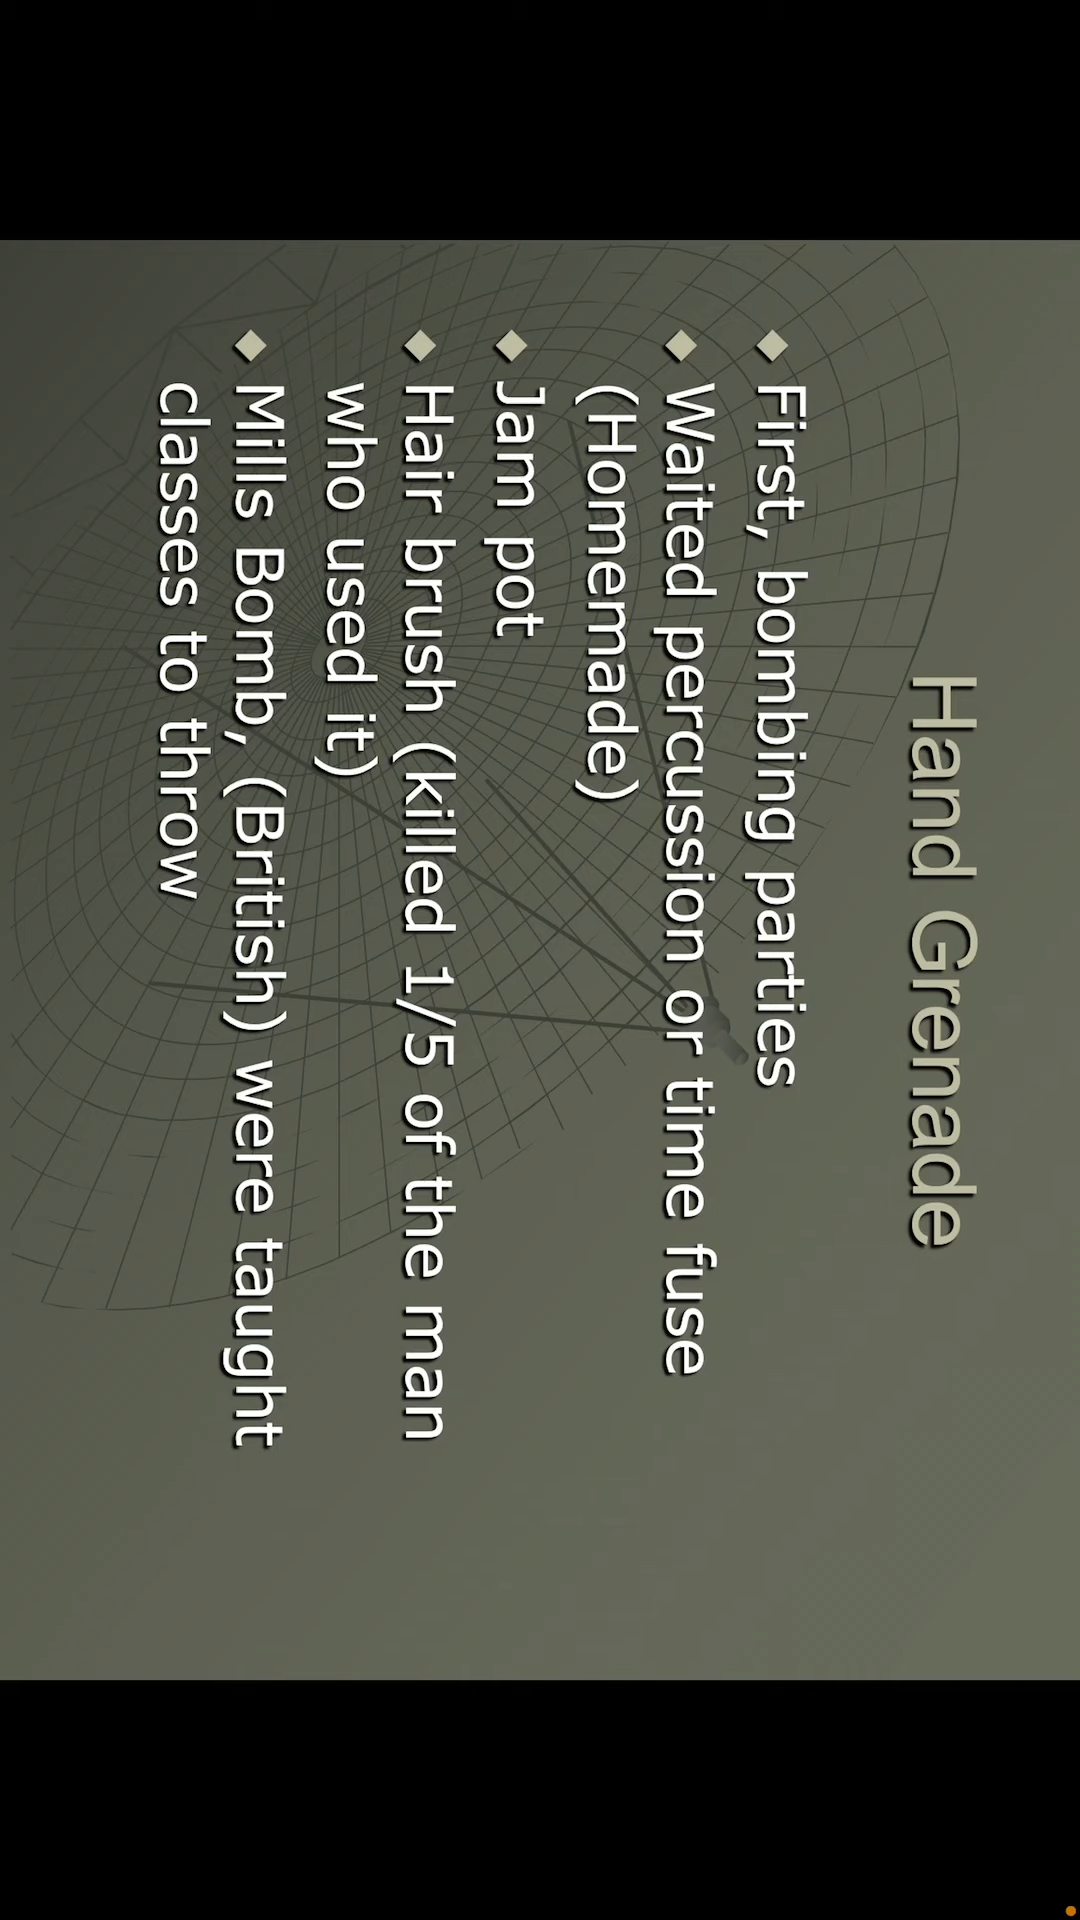 Hand Grenade
First, bombing parties
Waited percussion or time fuse
(Homemade)
Jam pot
Hair brush (killed 1/5 of the man
who used it)
Mills Bomb, (British) were taught
classes to throw